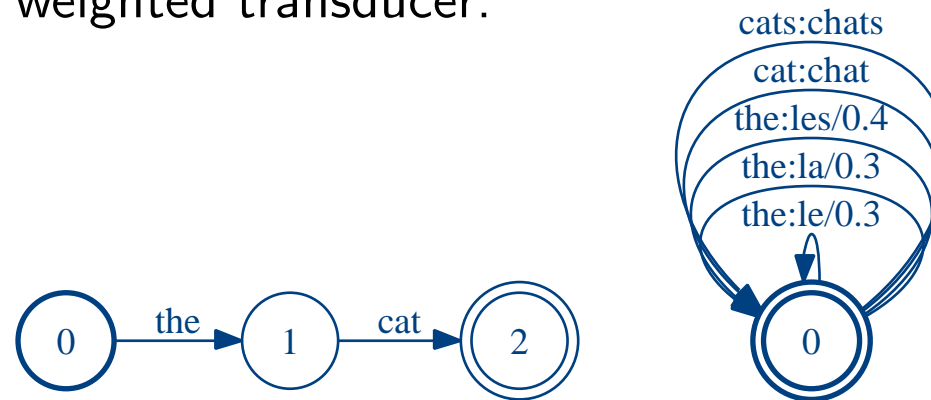 weighted transducer.
cats:chats
cat:chat
the:les/0.4
the:la/0.3
the:le/0.3
0 the 1 cat 2 0